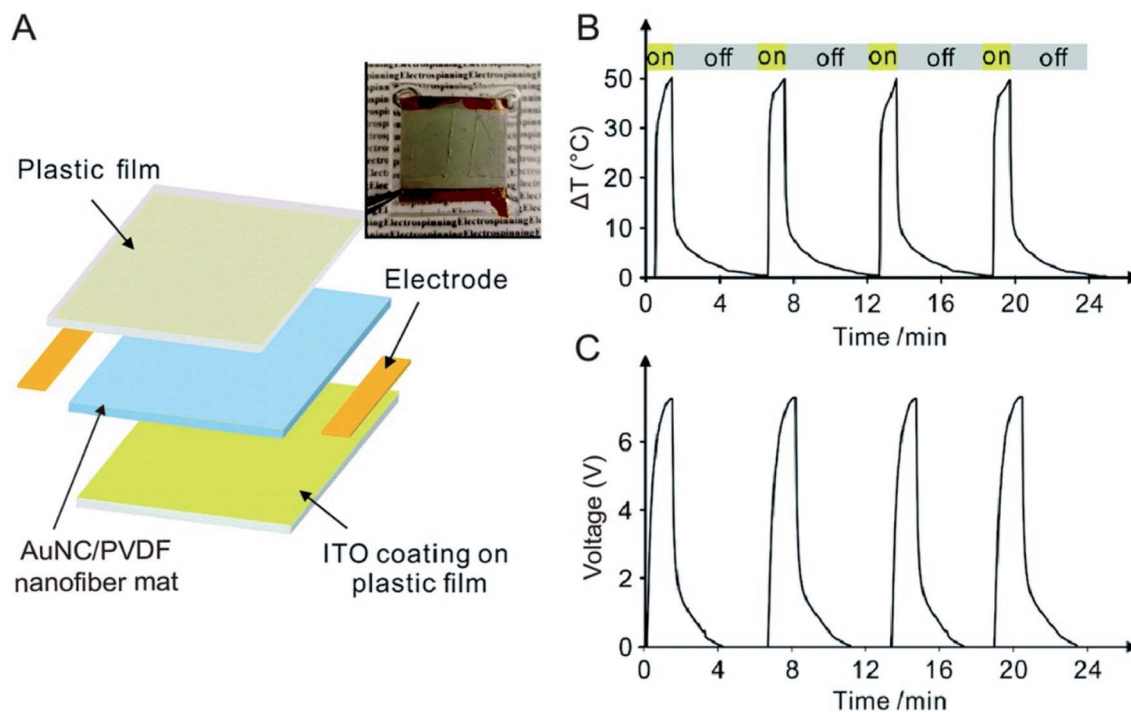 A
Plastic film
Electrode
AuNC/PVDF
nanofiber mat
ITO coating on
plastic film
Electrospinning
B
on off on off on off on off
50
30
10
0
ΔT (°C)
0 4 8 12 16 20 24
Time /min
C
6
4
2
0
Voltage (V)
0 4 8 12 16 20 24
Time /min